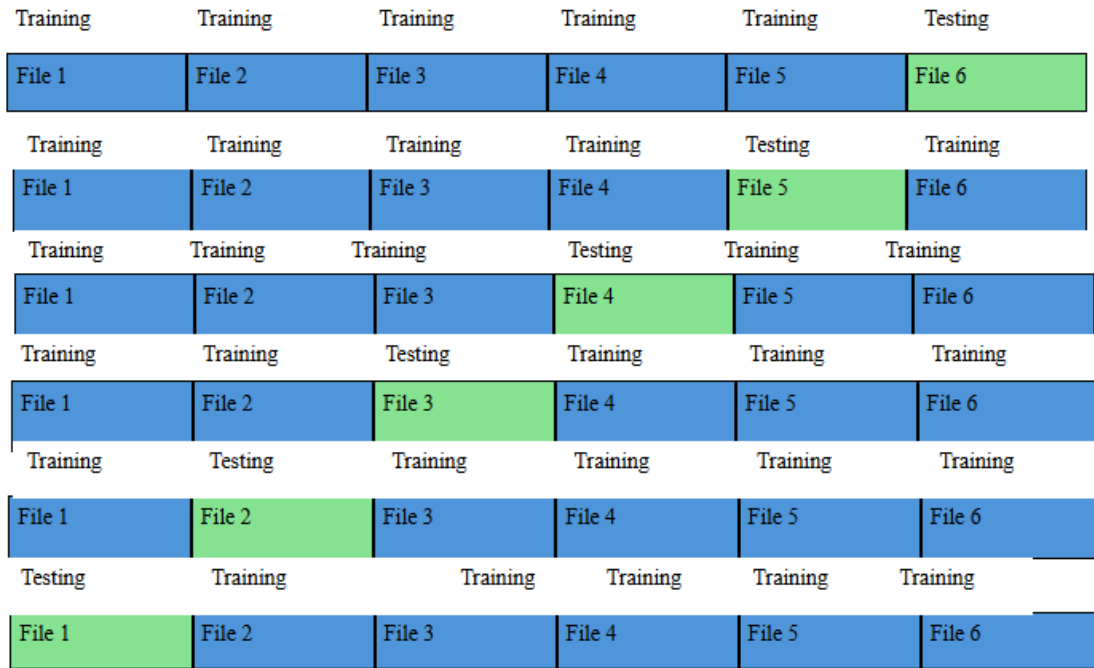 Training Training Training Training Training Testing
File 1 File 2 File 3 File 4 File 5 File 6
Training Training Training Training Testing Training
File 1 File 2 File 3 File 4 File 5 File 6
Training Training Training Testing Training Training
File 1 File 2 File 3 File 4 File 5 File 6
Training Training Testing Training Training Training
File 1 File 2 File 3 File 4 File 5 File 6
Training Testing Training Training Training Training
File 1 File 2 File 3 File 4 File 5 File 6
Testing Training Training Training Training Training
File 1 File 2 File 3 File 4 File 5 File 6